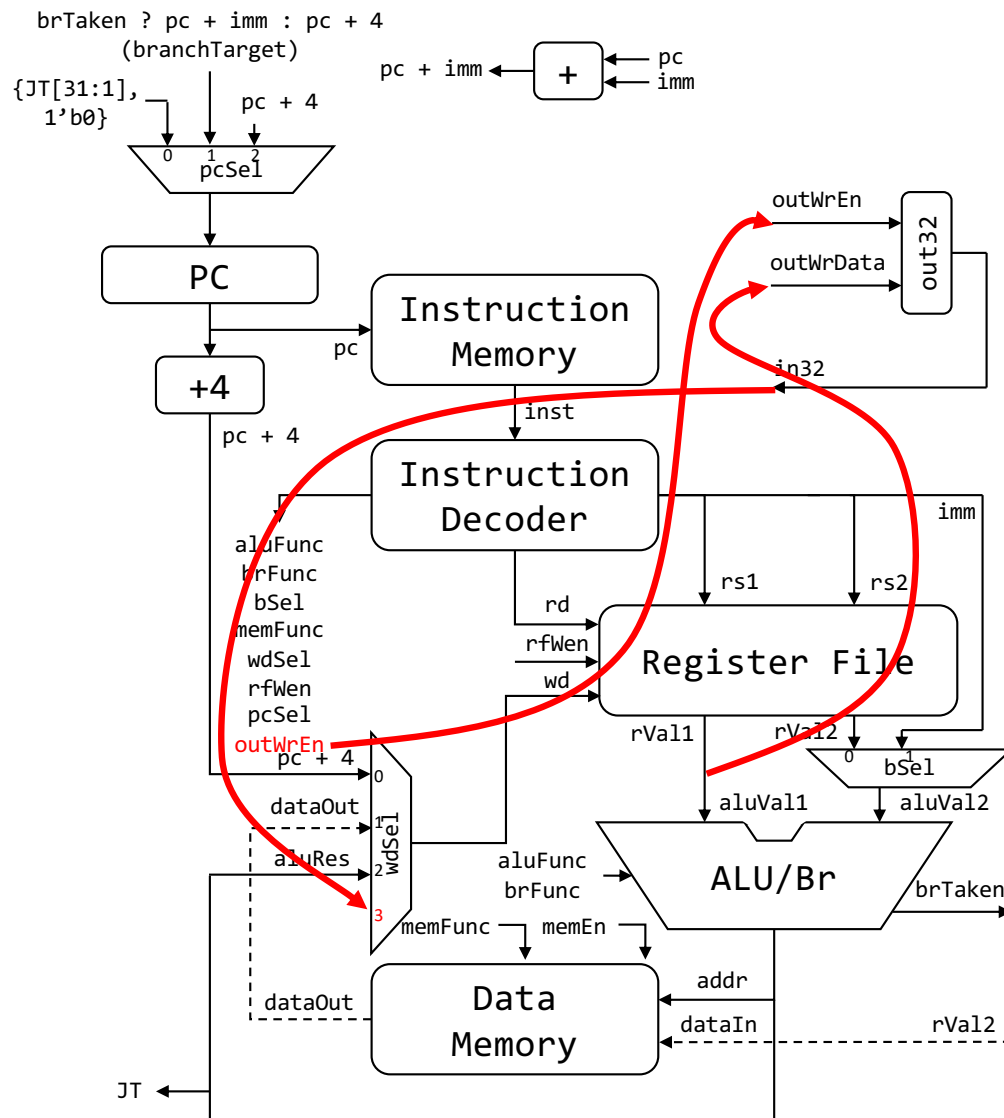 brTaken ? pc + imm : pc + 4
(branchTarget)
{JT[31:1],
1’b0}
pc + 4
0
1
2
pcSel
pc + imm
+
pc
imm
PC
Instruction
Memory
pc
+4
pc + 4
inst
outWrEn
outWrData
out32
in32
Instruction
Decoder
imm
aluFunc
brFunc
bSel
memFunc
wdSel
rfWen
pcSel
outWrEn
rs1
rs2
rd
rfWen
wd
Register File
rVal1
rVal2
pc + 4
0
dataOut
1
aluRes
2
3
wdSel
0
1
bSel
aluVal1
aluVal2
aluFunc
brFunc
ALU/Br
brTaken
memFunc
memEn
dataOut
Data
Memory
addr
dataIn
rVal2
JT